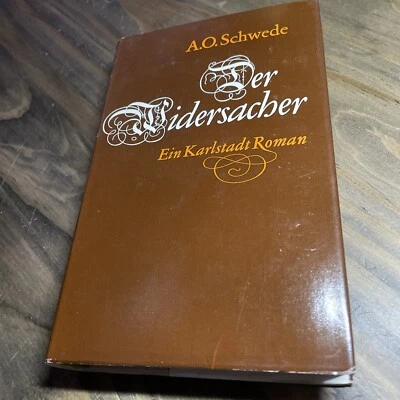 A.O.Schwede
Der
Widersacher
Ein Karlstadt Roman